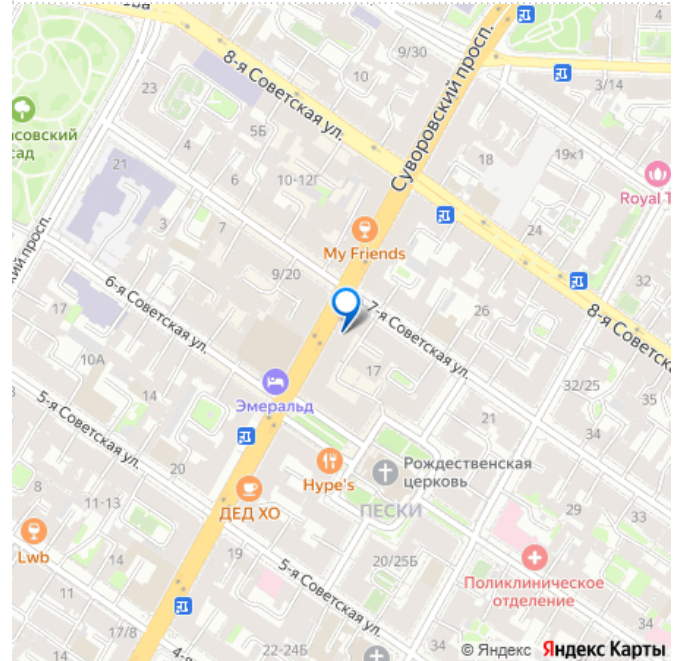 9/30
10
4
3/14
8-я Советская ул.
Суворовский просп.
23
5Б
4
21
6
10-12Г
18
19к1
Royal T
My Friends
24
32
3
9/20
7-я Советская ул.
26
8-я Советска
6-я Советская ул.
17
10А
14
Эмеральд
17
32/25
35
21
34
5-я Советская ул.
8
11-13
20
Hype's
Рождественская
церковь
ПЕСКИ
29
33
ДЕД ХО
Lwb
14
19
5-я Советская ул.
20/25Б
Поликлиническое
отделение
34
11
17/8
22-24Б
© Яндекс Яндекс Карты